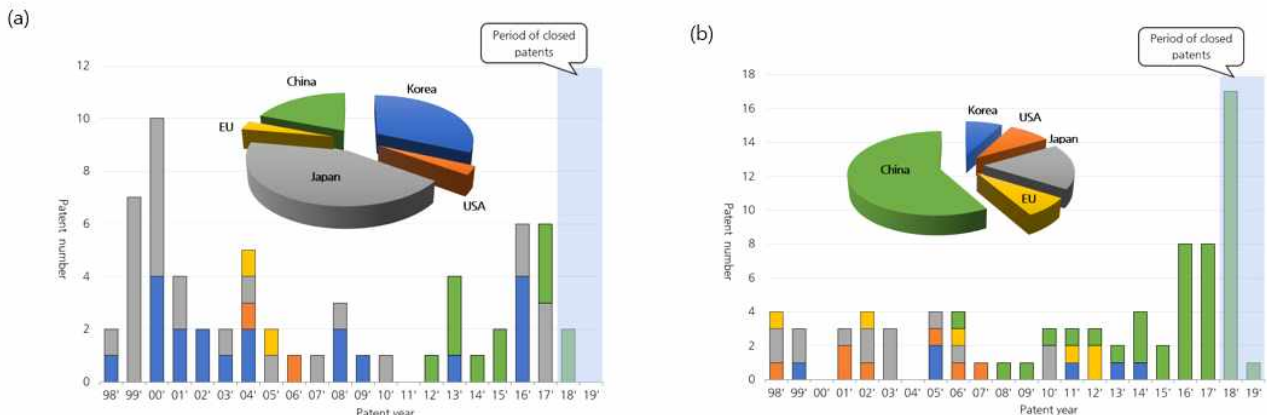 (a)
Period of closed
patents
12
10
8
6
4
2
0
Patent number
China
Korea
EU
Japan
USA
98' 99' 00' 01' 02' 03' 04' 05' 06' 07' 08' 09' 10' 11' 12' 13' 14' 15' 16' 17' 18' 19'
Patent year
(b)
Period of closed
patents
18
16
14
12
10
8
6
4
2
0
Patent number
Korea
USA
Japan
China
EU
98' 99' 00' 01' 02' 03' 04' 05' 06' 07' 08' 09' 10' 11' 12' 13' 14' 15' 16' 17' 18' 19'
Patent year